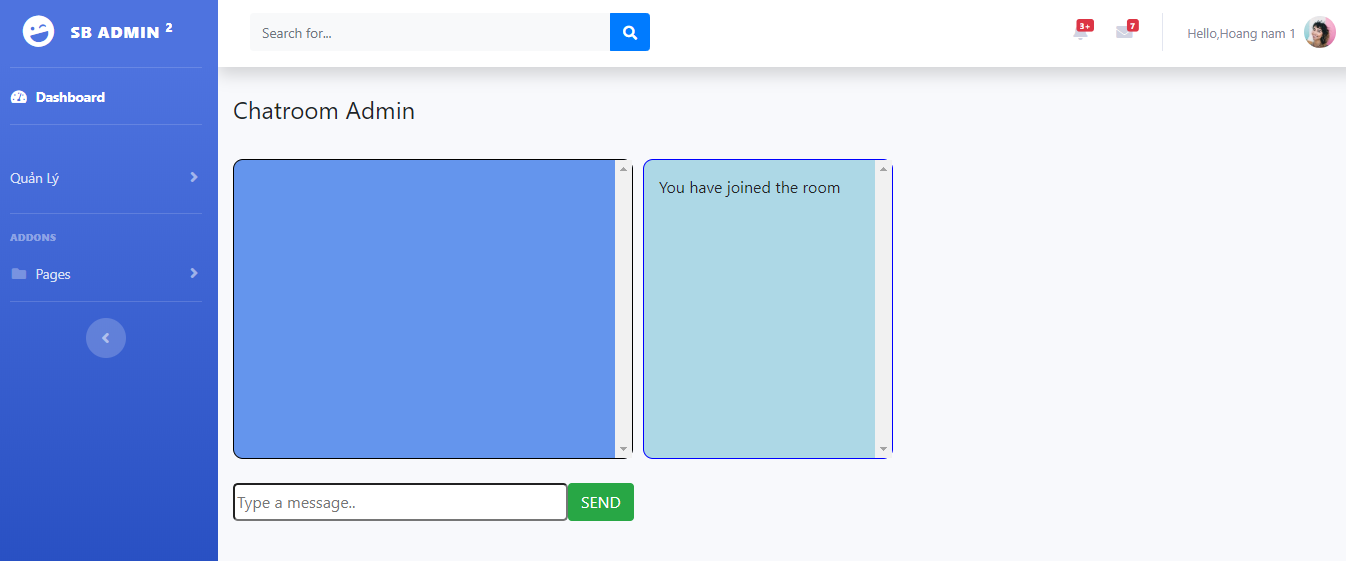 SB ADMIN 2
Search for...
3+
7
Hello,Hoang nam 1
Dashboard
Chatroom Admin
Quản Lý
You have joined the room
ADDONS
Pages
Type a message..
SEND